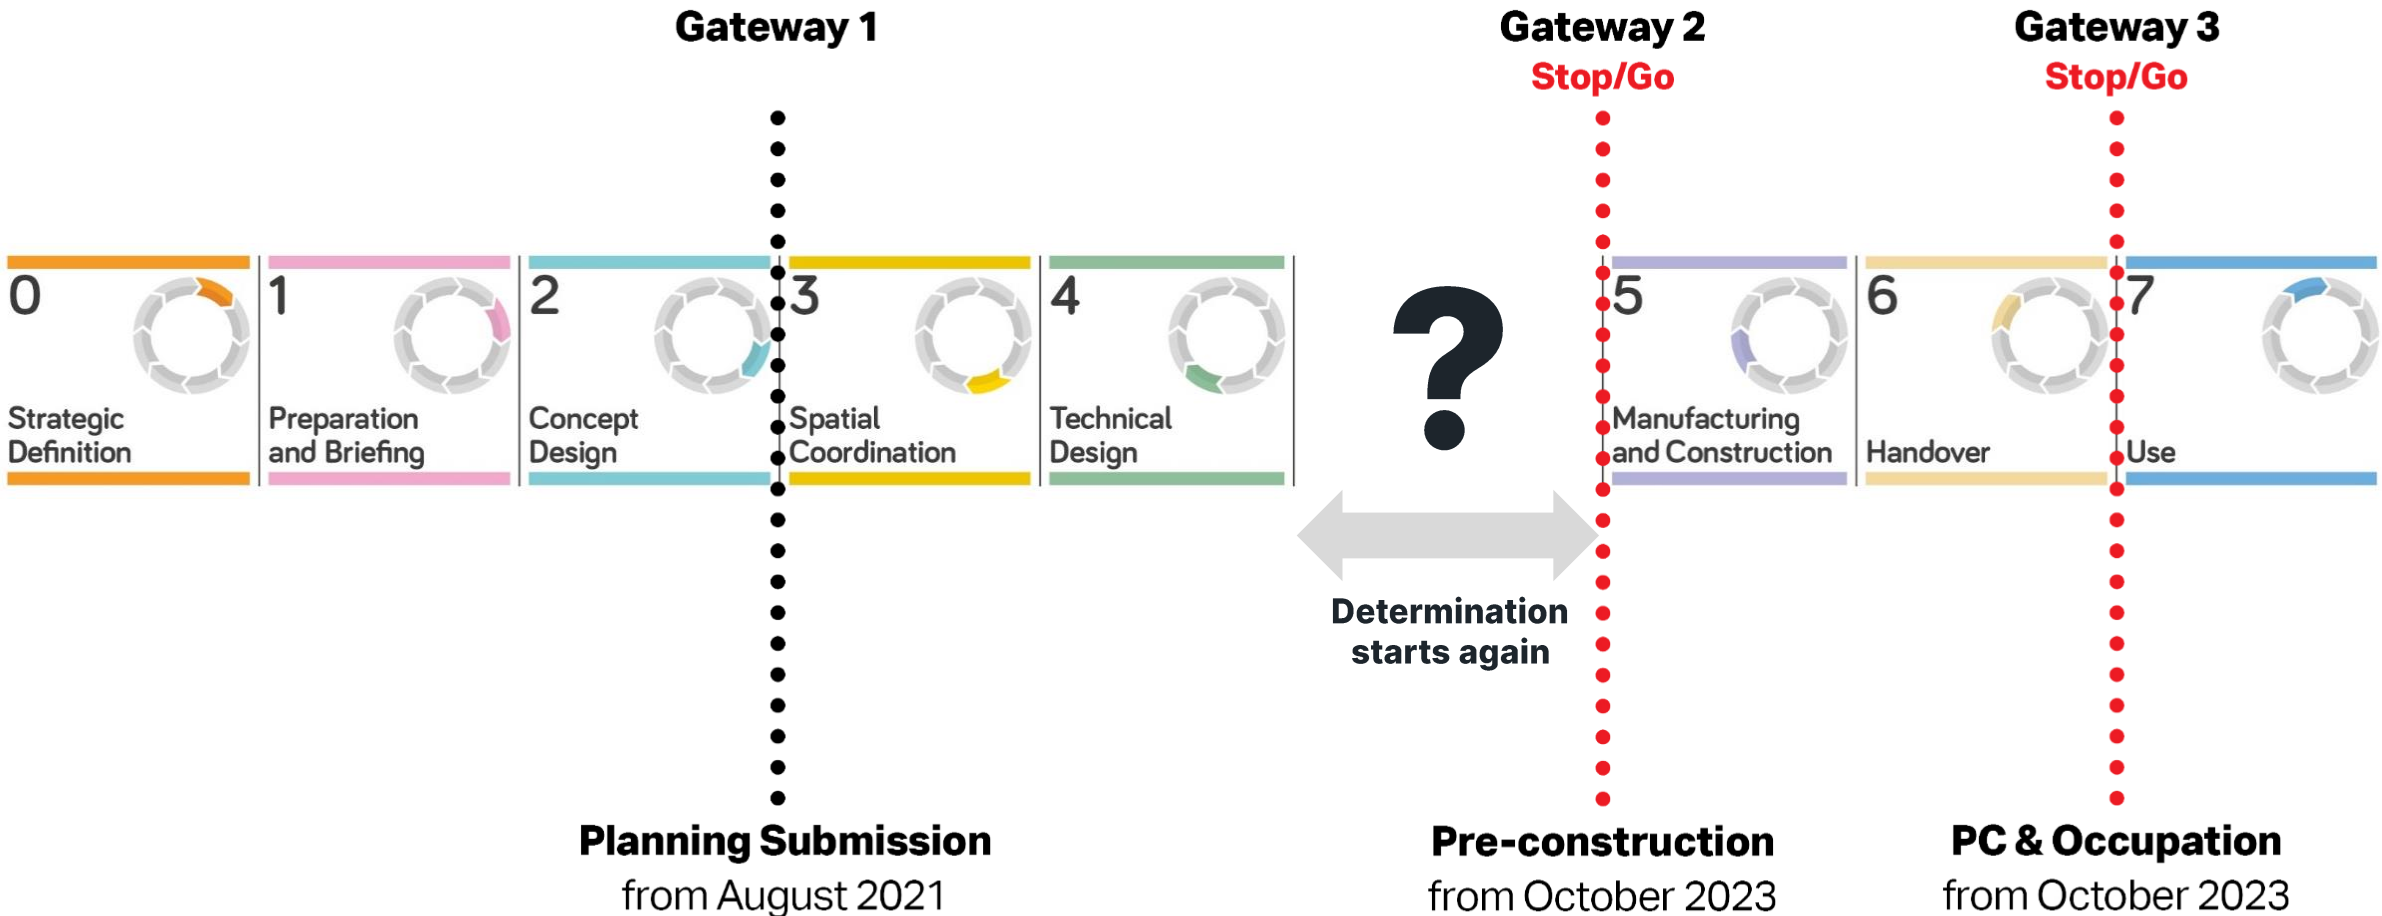 Gateway 1
Gateway 2
Stop/Go
Gateway 3
Stop/Go
0
Strategic
Definition
1
Preparation
and Briefing
2
Concept
Design
3
Spatial
Coordination
4
Technical
Design
?
Determination
starts again
5
Manufacturing
and Construction
6
Handover
7
Use
Planning Submission
from August 2021
Pre-construction
from October 2023
PC & Occupation
from October 2023